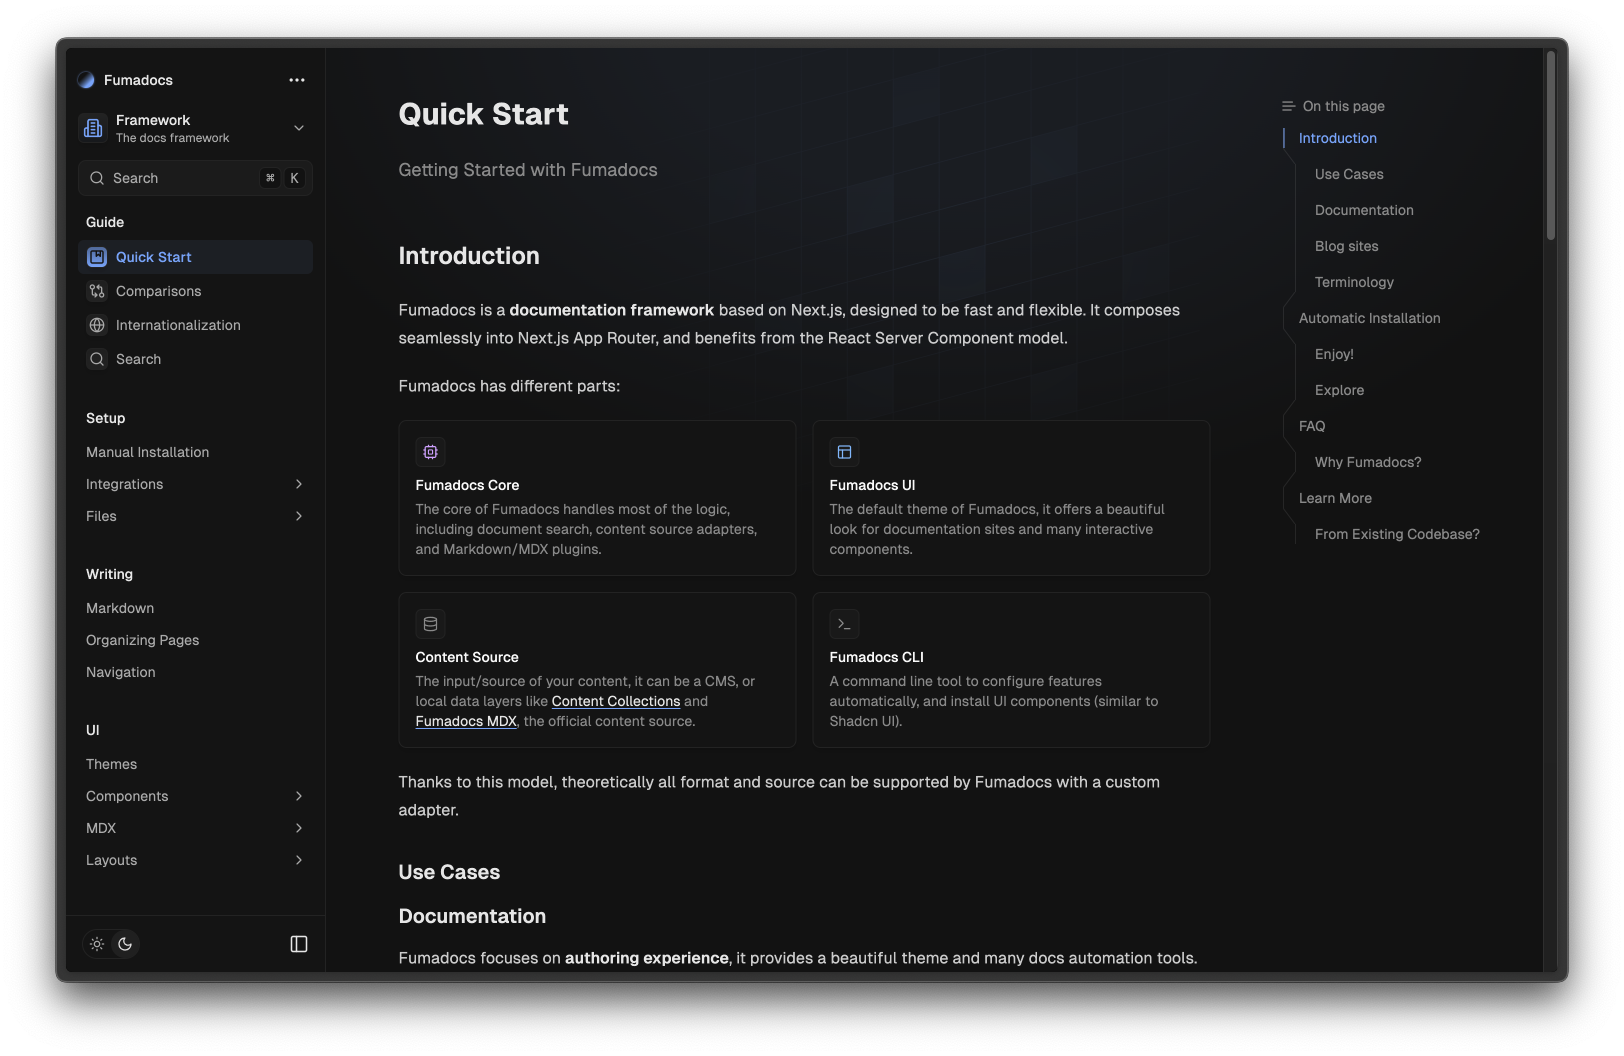 Fumadocs
Framework
The docs framework
Search
⌘ K
Guide
Quick Start
Comparisons
Internationalization
Search
Setup
Manual Installation
Integrations
Files
Writing
Markdown
Organizing Pages
Navigation
UI
Themes
Components
MDX
Layouts
Quick Start
Getting Started with Fumadocs
Introduction
Fumadocs is a documentation framework based on Next.js, designed to be fast and flexible. It composes
seamlessly into Next.js App Router, and benefits from the React Server Component model.
Fumadocs has different parts:
Fumadocs Core
The core of Fumadocs handles most of the logic,
including document search, content source adapters,
and Markdown/MDX plugins.
Fumadocs UI
The default theme of Fumadocs, it offers a beautiful
look for documentation sites and many interactive
components.
Content Source
The input/source of your content, it can be a CMS, or
local data layers like Content Collections and
Fumadocs MDX, the official content source.
Fumadocs CLI
A command line tool to configure features
automatically, and install UI components (similar to
Shadcn UI).
Thanks to this model, theoretically all format and source can be supported by Fumadocs with a custom
adapter.
Use Cases
Documentation
Fumadocs focuses on authoring experience, it provides a beautiful theme and many docs automation tools.
On this page
Introduction
Use Cases
Documentation
Blog sites
Terminology
Automatic Installation
Enjoy!
Explore
FAQ
Why Fumadocs?
Learn More
From Existing Codebase?